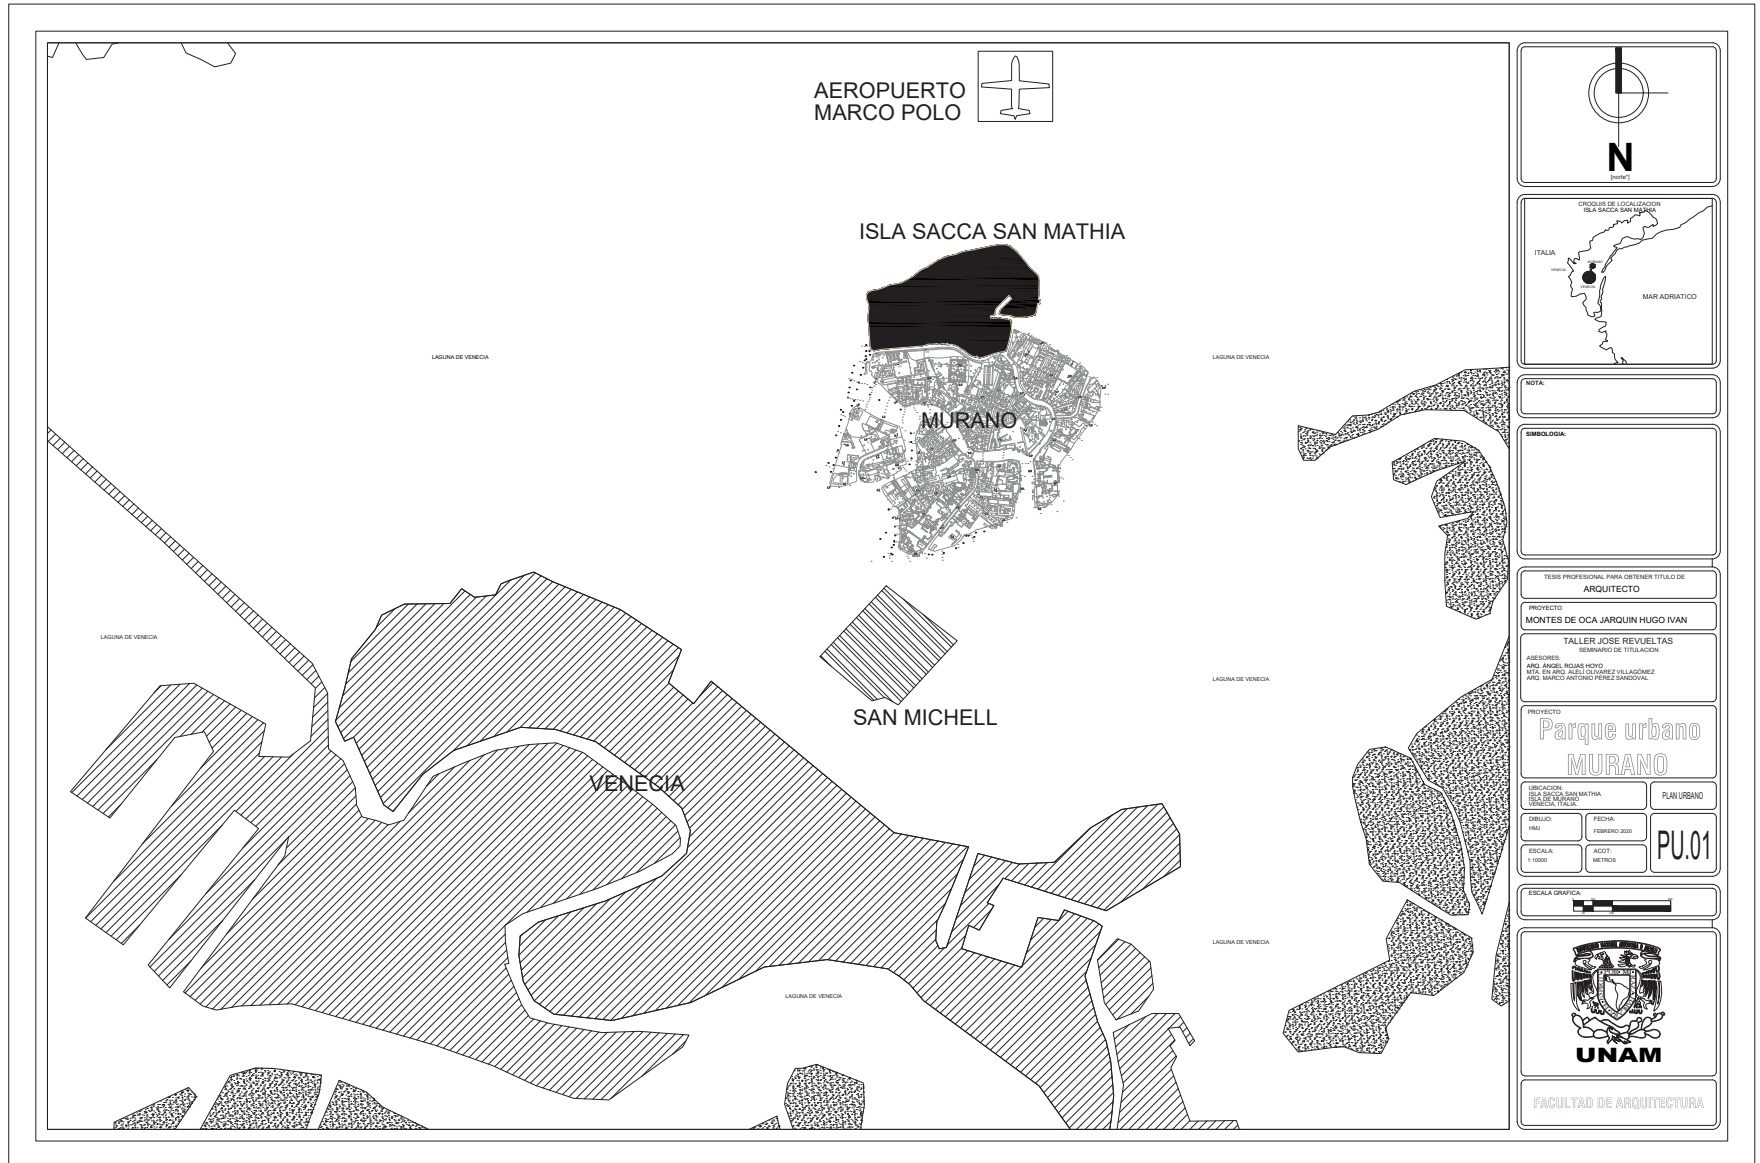 AEROPUERTO
MARCO POLO
ISLA SACCA SAN MATHIA
LAGUNA DE VENECIA
LAGUNA DE VENECIA
MURANO
LAGUNA DE VENECIA
SAN MICHELL
LAGUNA DE VENECIA
VENECIA
LAGUNA DE VENECIA
LAGUNA DE VENECIA
N
[norte°]
CROQUIS DE LOCALIZACION
ISLA SACCA SAN MATHIA
ITALIA
MURANO
VENECIA
VENECIA
MAR ADRIATICO
NOTA:
SIMBOLOGIA:
TESIS PROFESIONAL PARA OBTENER TITULO DE
ARQUITECTO
PROYECTO
MONTES DE OCA JARQUIN HUGO IVAN
TALLER JOSE REVUELTAS
SEMINARIO DE TITULACION
ASESORES:
ARQ. ÁNGEL ROJAS HOYO
MTA. EN ARQ. ALELÍ OLIVAREZ VILLAGÓMEZ
ARQ. MARCO ANTONIO PÉREZ SANDOVAL
PROYECTO
Parque urbano
MURANO
UBICACION:
ISLA SACCA SAN MATHIA
ISLA DE MURANO
VENECIA, ITALIA.
PLAN URBANO
DIBUJO:
HMJ
FECHA:
FEBRERO 2020
PU.01
ESCALA:
1:10000
ACOT:
METROS
ESCALA GRAFICA:
UNAM
FACULTAD DE ARQUITECTURA